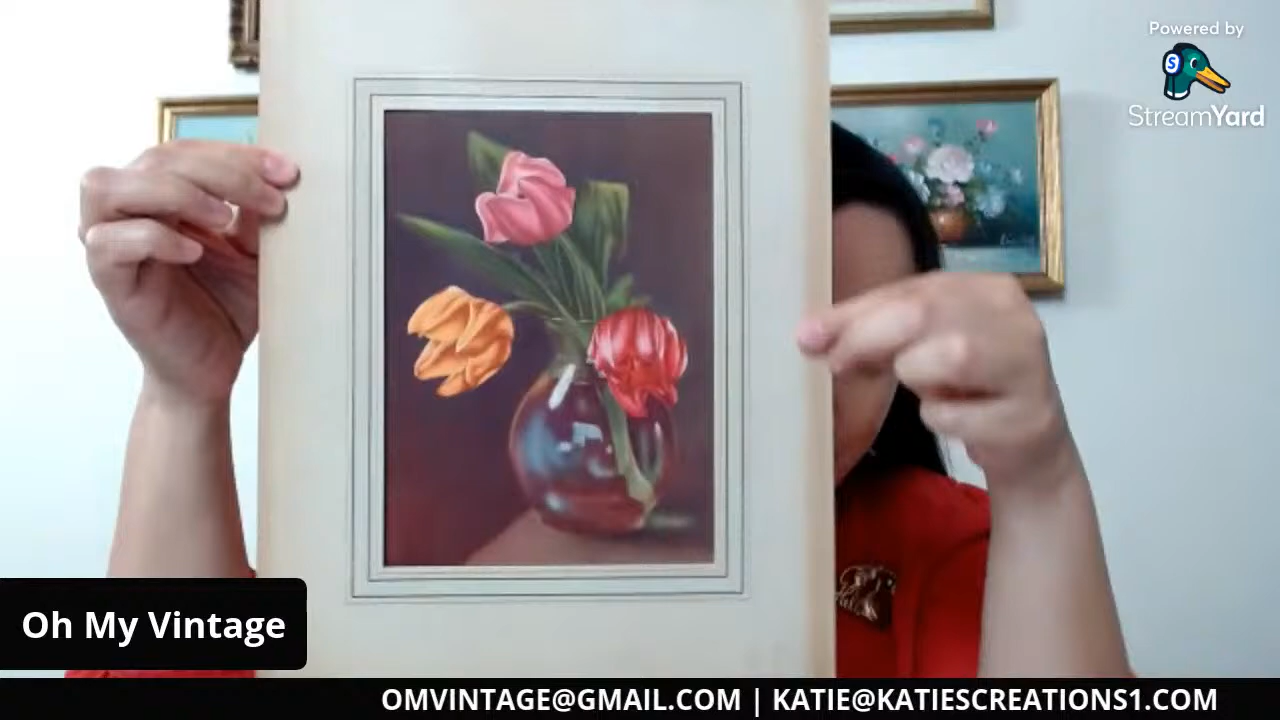 Powered by
StreamYard
Oh My Vintage
OMVINTAGE@GMAIL.COM | KATIE@KATIESCREATIONS1.COM